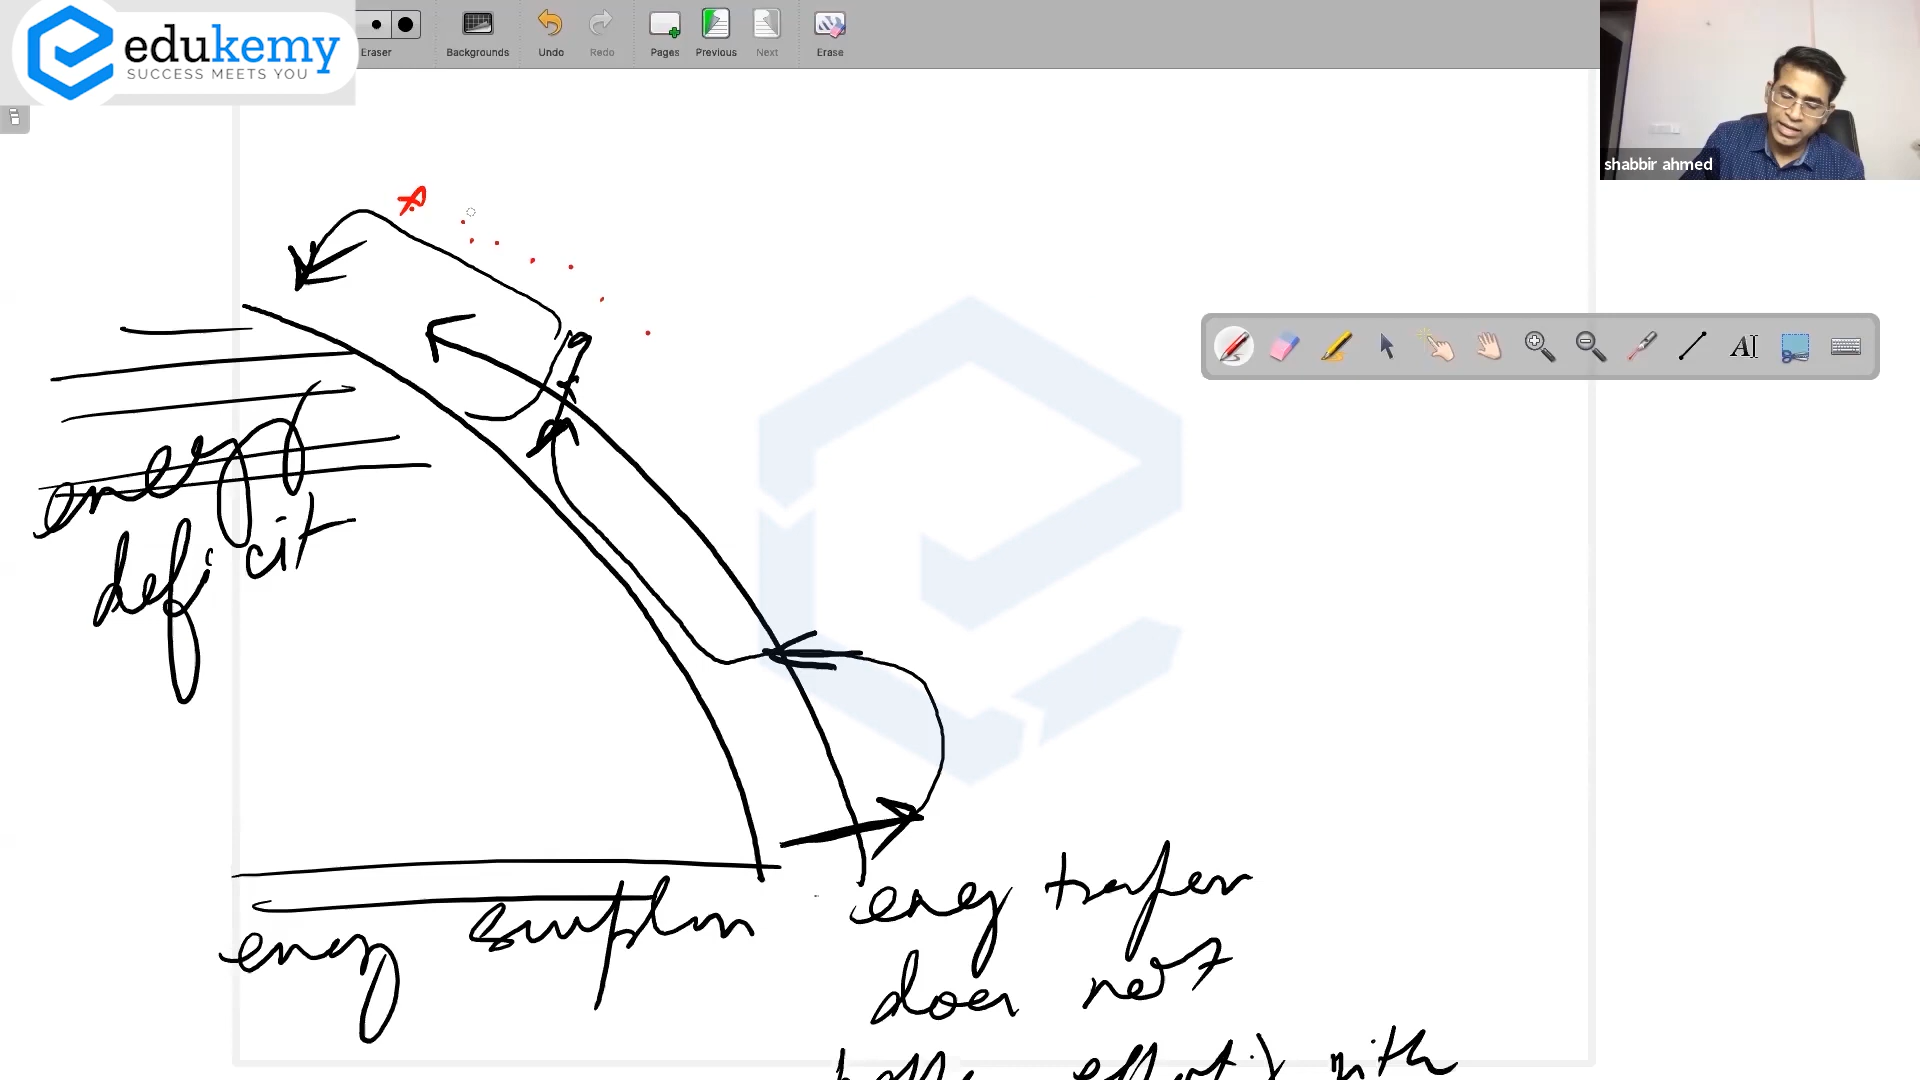 edukemy
SUCCESS MEETS YOU
Eraser
Backgrounds
Undo
Redo
Pages
Previous
Next
Erase
shabbir ahmed
A
energy
deficit
energy surplus
energy transfer
does not
with